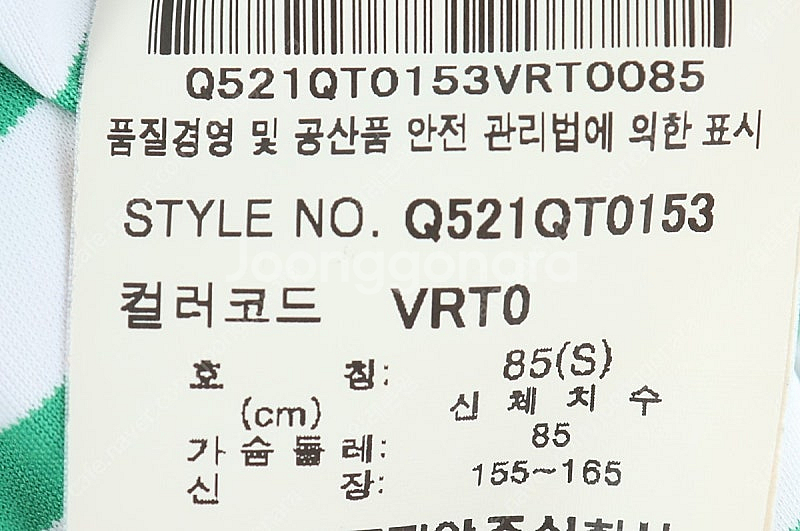 Q521QT0153VRT0085
품질경영 및 공산품 안전 관리법에 의한 표시
STYLE NO. Q521QT0153
Joonggonara
컬러코드 VRT0
호 칭: 85(S)
(cm) 신 체 치 수
가 슴 둘 레: 85
신 장: 155~165